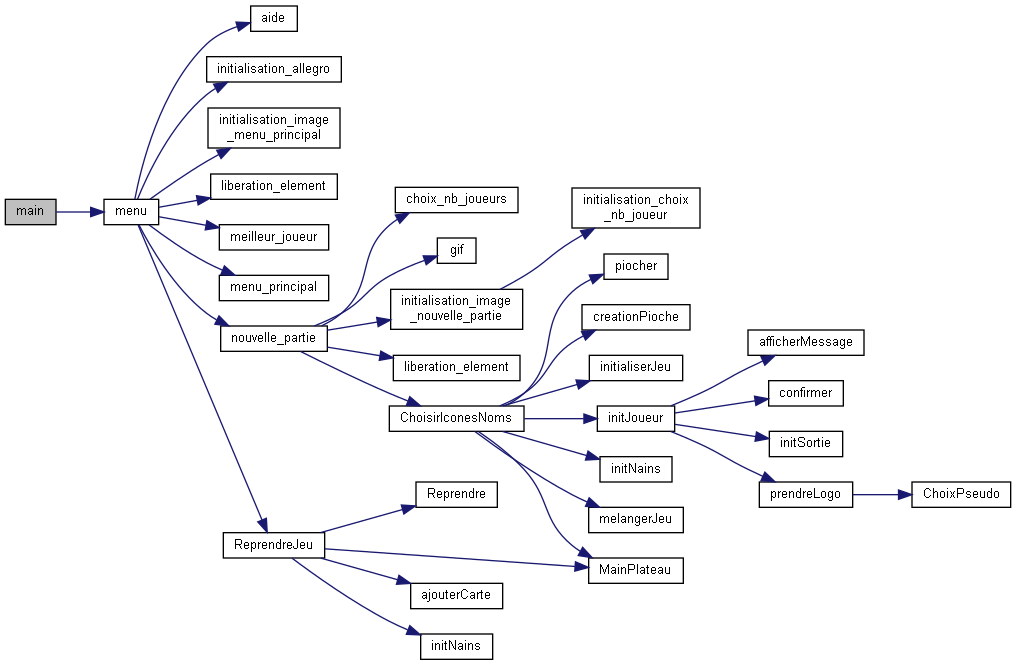 main
menu
aide
initialisation_allegro
initialisation_image
_menu_principal
liberation_element
meilleur_joueur
menu_principal
nouvelle_partie
ReprendreJeu
choix_nb_joueurs
gif
initialisation_image
_nouvelle_partie
liberation_element
ChoisirIconesNoms
Reprendre
ajouterCarte
initNains
initialisation_choix
_nb_joueur
piocher
creationPioche
initialiserJeu
initJoueur
initNains
melangerJeu
MainPlateau
afficherMessage
confirmer
initSortie
prendreLogo
ChoixPseudo